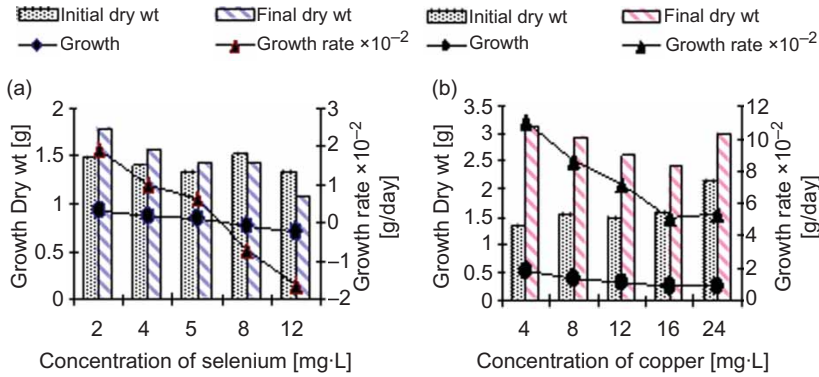 Initial dry wt Final dry wt
Growth Growth rate ×10⁻²
Initial dry wt Final dry wt
Growth Growth rate ×10⁻²
(a)
Growth Dry wt [g]
2
1.5
1
0.5
0
3
2
1
0
−1
−2
Growth rate ×10⁻²
[g/day]
2 4 5 8 12
Concentration of selenium [mg·L]
(b)
Growth Dry wt [g]
3.5
3
2.5
2
1.5
1
0.5
0
12
10
8
6
4
2
0
Growth rate ×10⁻²
[g/day]
4 8 12 16 24
Concentration of copper [mg·L]